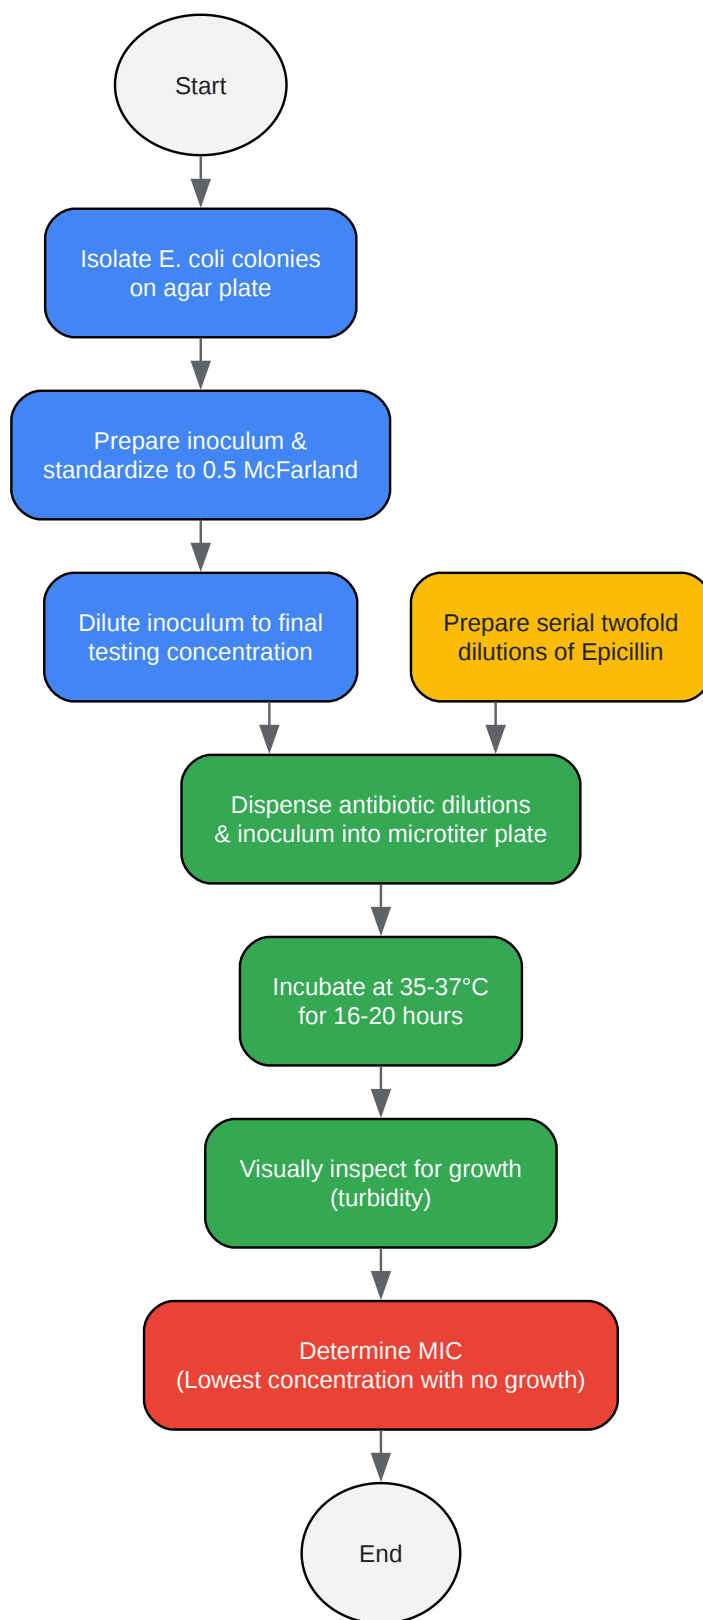 Start
Isolate E. coli colonies
on agar plate
Prepare inoculum &
standardize to 0.5 McFarland
Dilute inoculum to final
testing concentration
Prepare serial twofold
dilutions of Epicillin
Dispense antibiotic dilutions
& inoculum into microtiter plate
Incubate at 35-37°C
for 16-20 hours
Visually inspect for growth
(turbidity)
Determine MIC
(Lowest concentration with no growth)
End